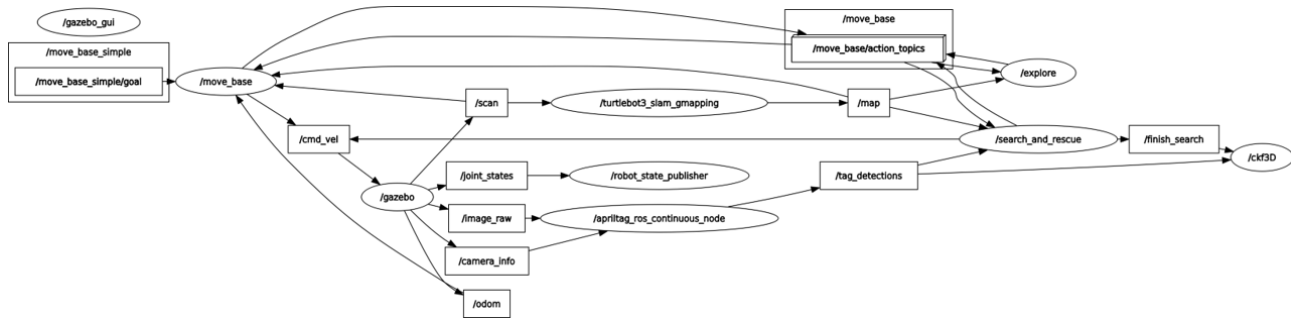 /gazebo_gui
/move_base_simple
/move_base_simple/goal
/move_base
/move_base
/move_base/action_topics
/explore
/scan
/turtlebot3_slam_gmapping
/map
/cmd_vel
/search_and_rescue
/finish_search
/ckf3D
/joint_states
/robot_state_publisher
/tag_detections
/gazebo
/image_raw
/apriltag_ros_continuous_node
/camera_info
/odom